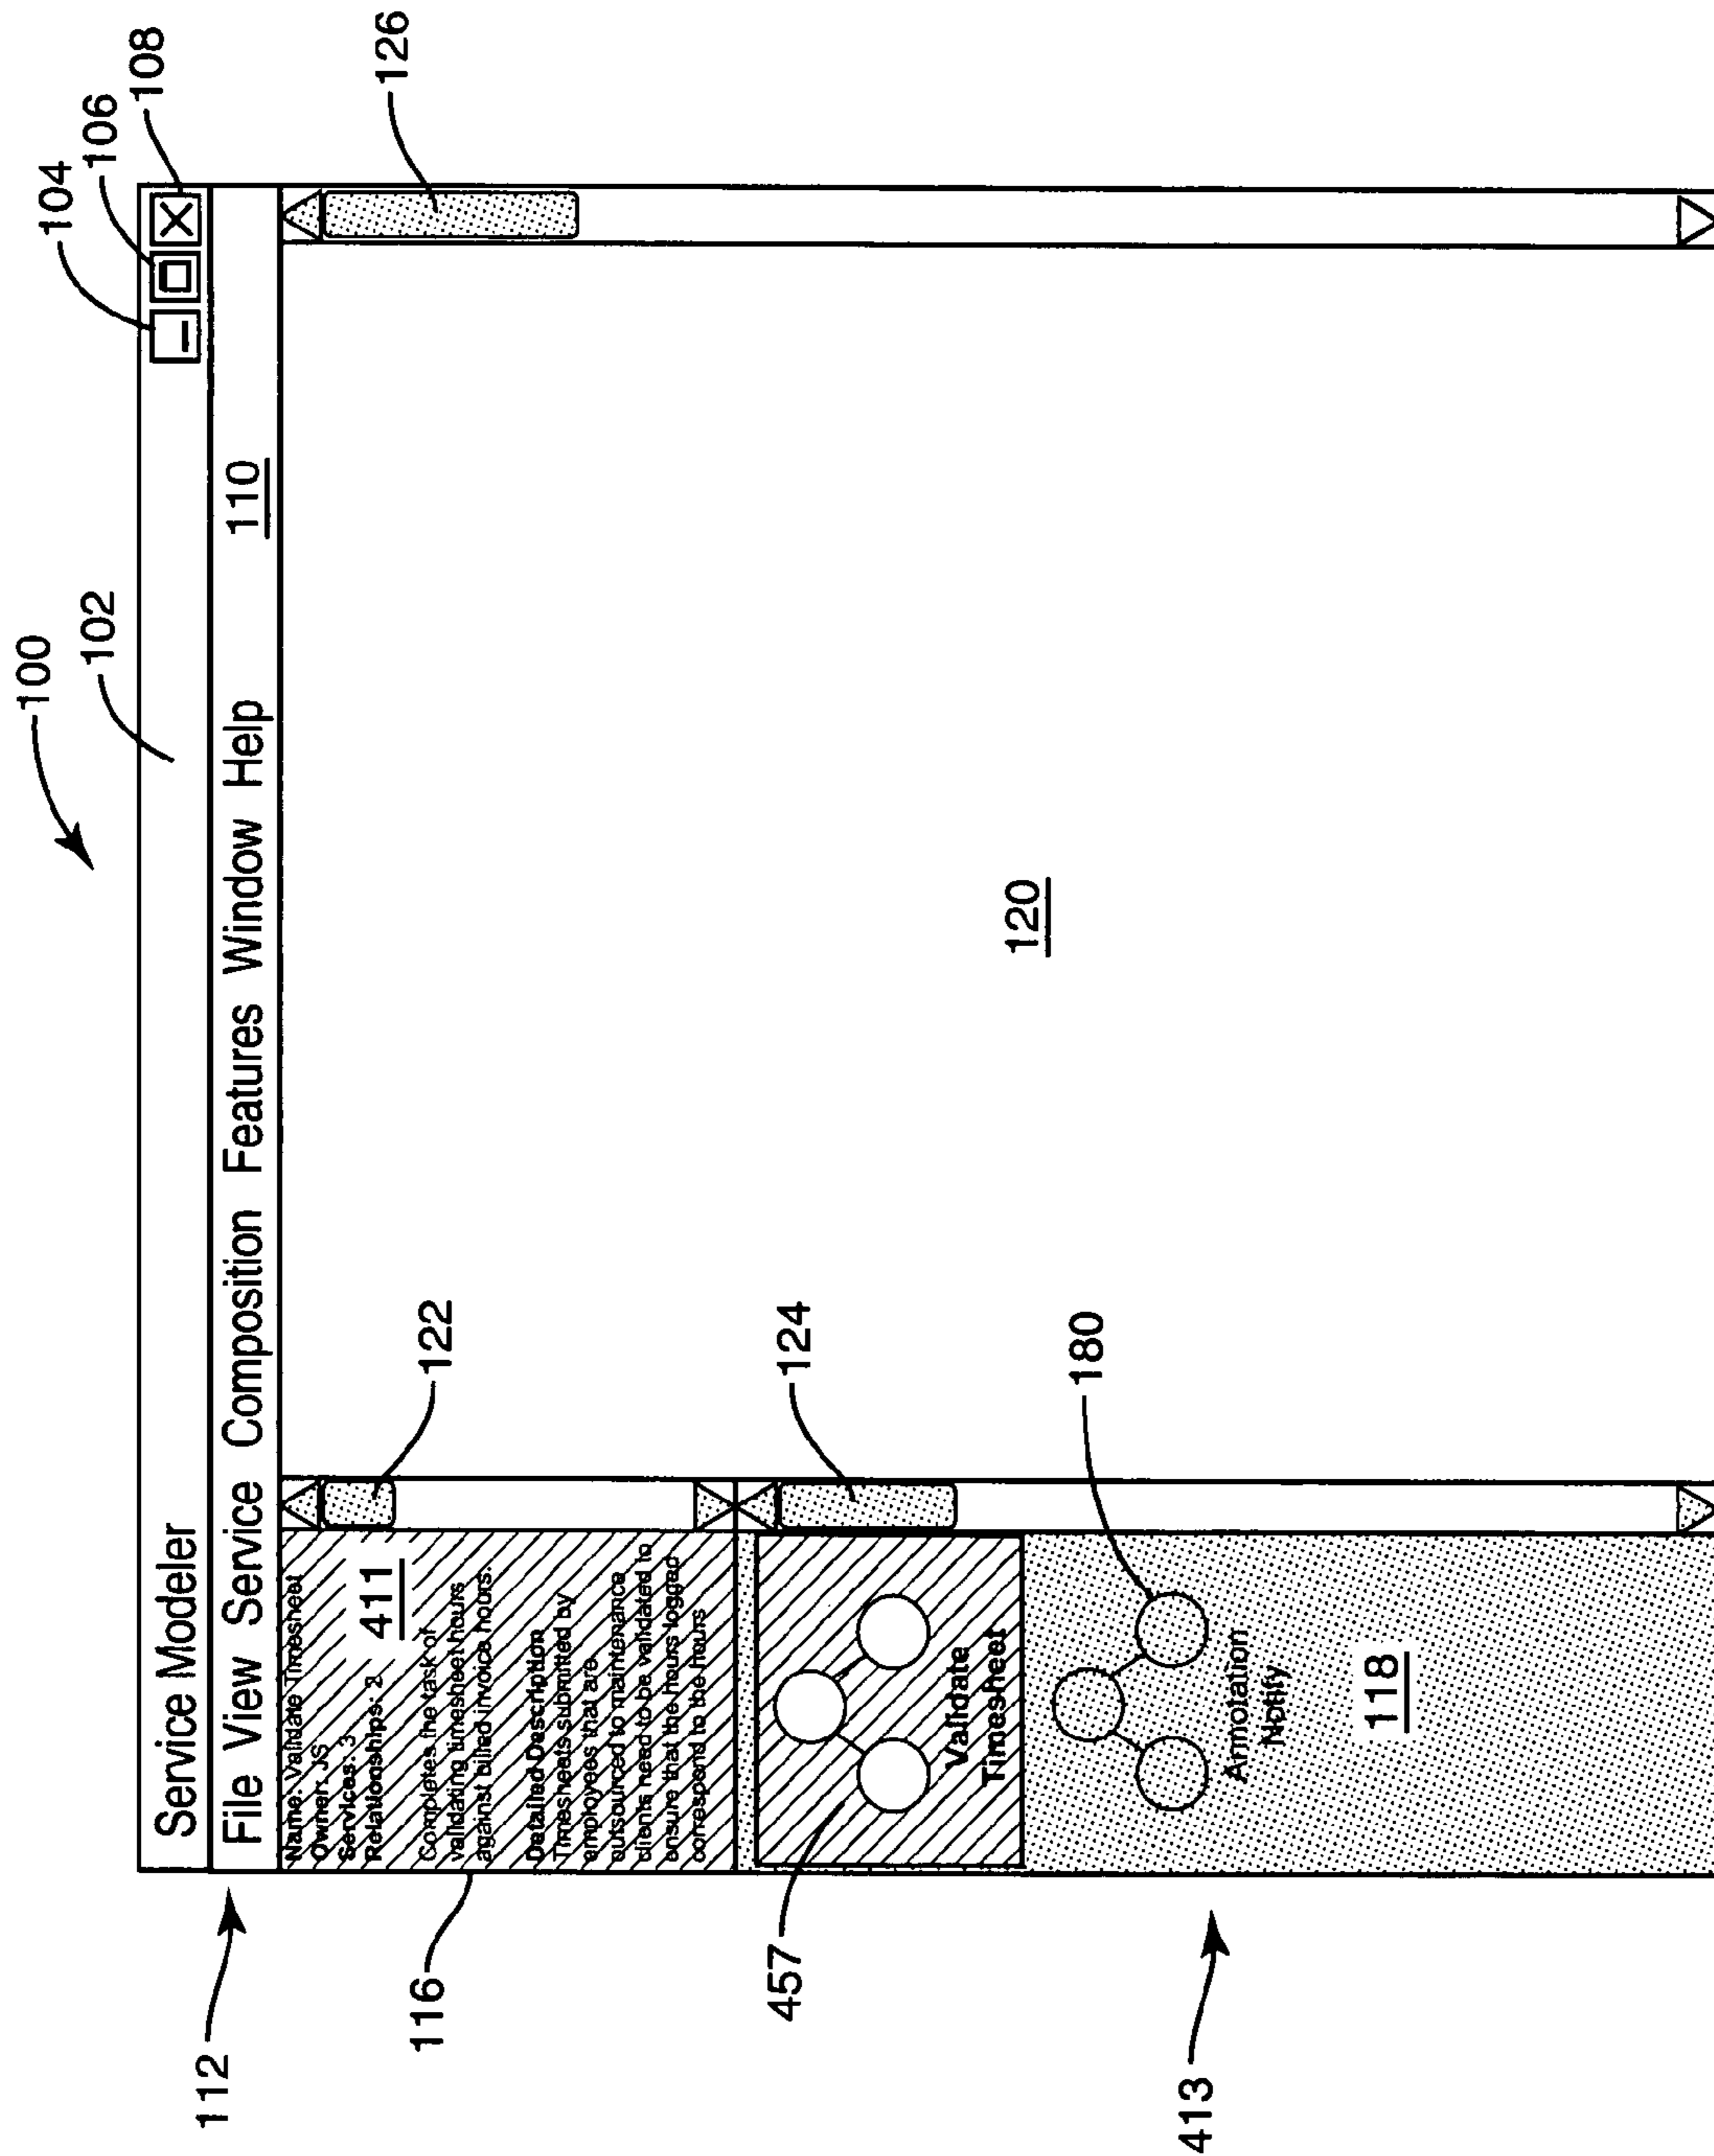 100
102
104
106
108
Service Modeler
112
File View Service Composition Features Window Help 110
Name: Validate Timesheet
Owner: JS
Services: 3
Relationships: 2
411
Completes the task of
validating timesheet hours
against billed invoice hours.
Detailed Description
Timesheets submitted by
employees that are
outsourced to maintenance
clients need to be validated to
ensure that the hours logged
correspond to the hours
116
122
126
457
Validate
Timesheet
124
120
180
Annotation
Notify
118
413